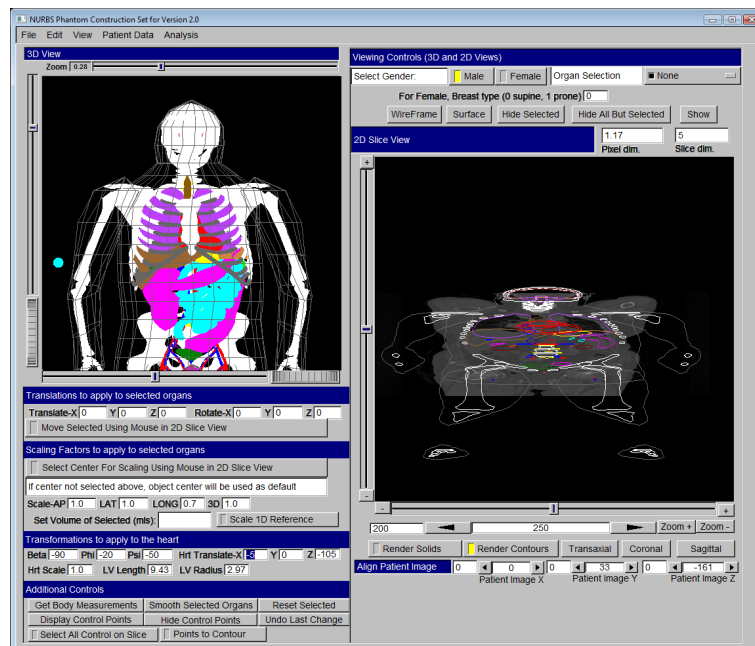 NURBS Phantom Construction Set for Version 2.0
File Edit View Patient Data Analysis
3D View
Zoom 0.28
Viewing Controls (3D and 2D Views)
Select Gender: Male Female Organ Selection None
For Female, Breast type (0 supine, 1 prone) 0
WireFrame Surface Hide Selected Hide All But Selected Show
2D Slice View 1.17 5
Pixel dim. Slice dim.
+
-
- +
200 250 Zoom + Zoom -
Render Solids Render Contours Transaxial Coronal Sagittal
Align Patient Image 0 0 0 33 0 -161
Patient Image X Patient Image Y Patient Image Z
Translations to apply to selected organs
Translate-X 0 Y 0 Z 0 Rotate-X 0 Y 0 Z 0
Move Selected Using Mouse in 2D Slice View
Scaling Factors to apply to selected organs
Select Center For Scaling Using Mouse in 2D Slice View
If center not selected above, object center will be used as default
Scale-AP 1.0 LAT 1.0 LONG 0.7 3D 1.0
Set Volume of Selected (mls): Scale 1D Reference
Transformations to apply to the heart
Beta -90 Phi -20 Psi -50 Hrt Translate-X -5 Y 0 Z -105
Hrt Scale 1.0 LV Length 9.43 LV Radius 2.97
Additional Controls
Get Body Measurements Smooth Selected Organs Reset Selected
Display Control Points Hide Control Points Undo Last Change
Select All Control on Slice Points to Contour